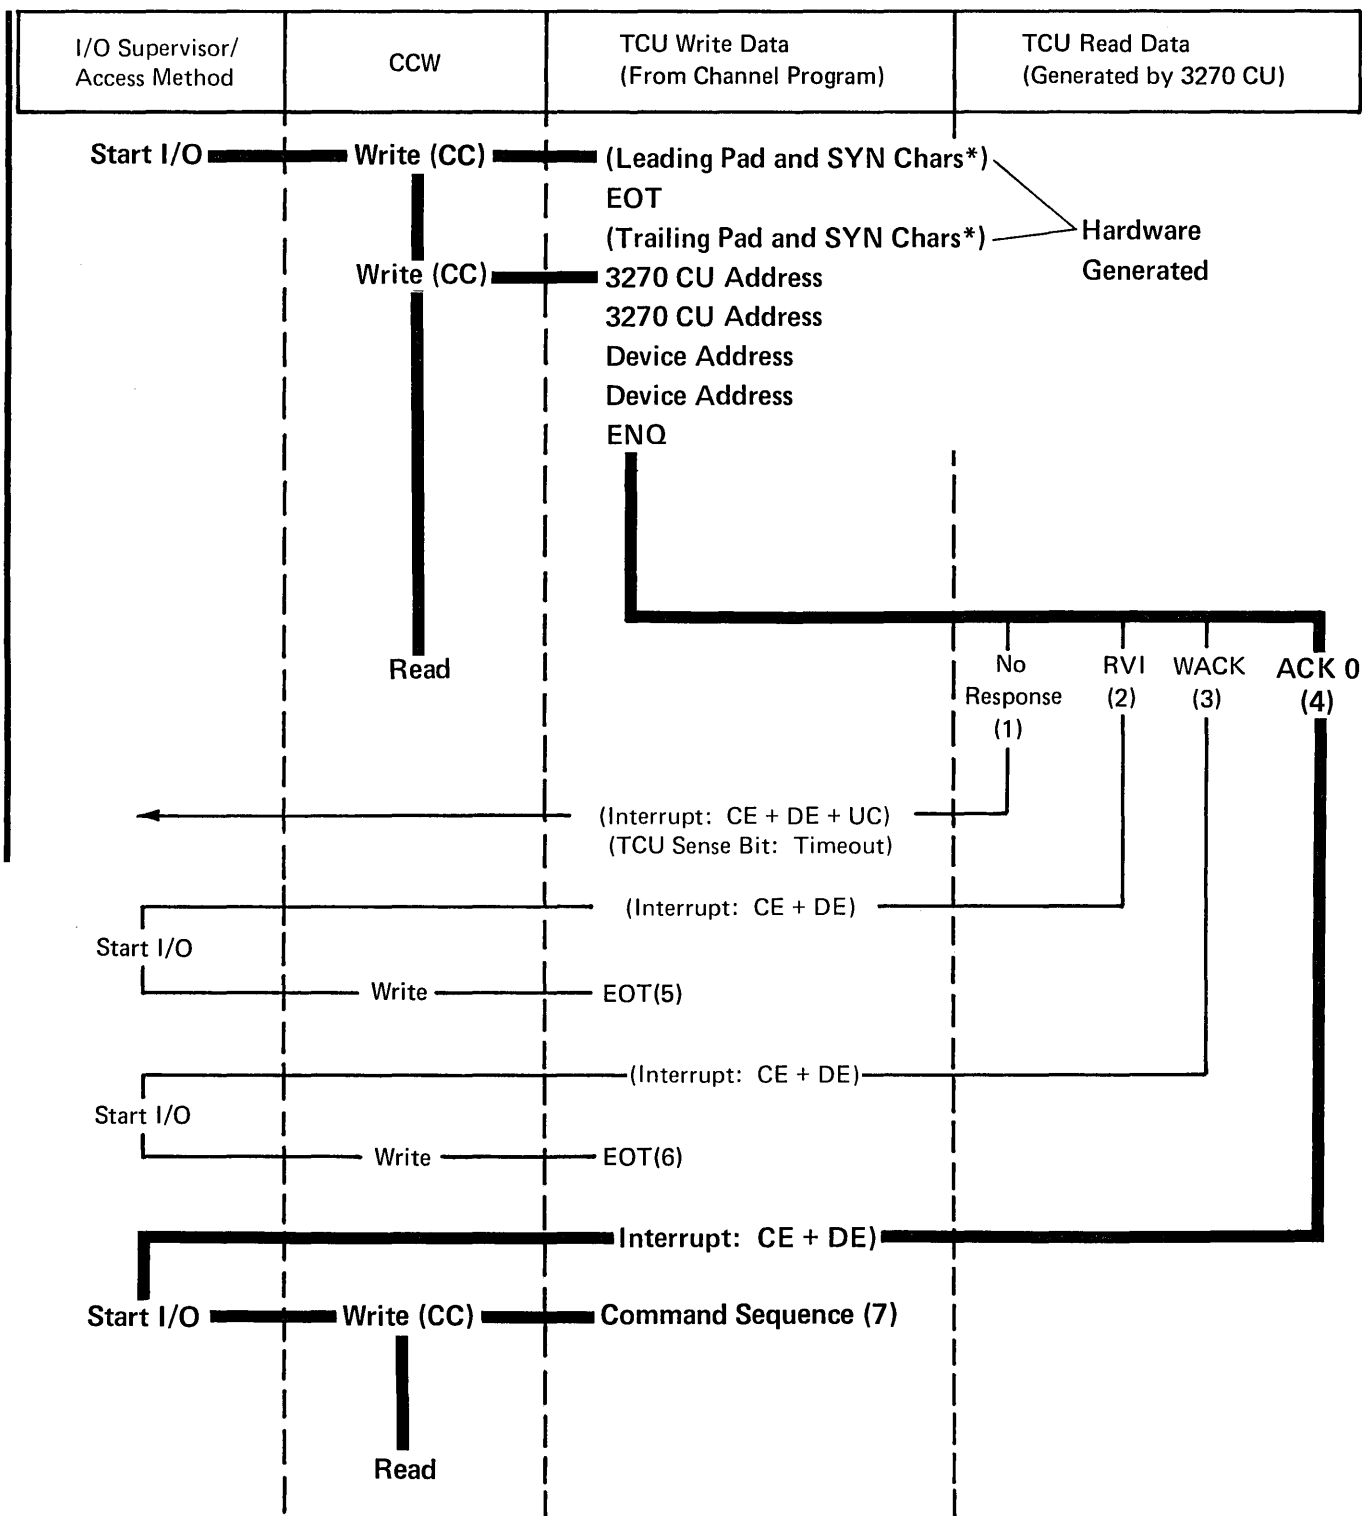 I/O Supervisor/
Access Method
CCW
TCU Write Data
(From Channel Program)
TCU Read Data
(Generated by 3270 CU)
Start I/O
Write (CC)
(Leading Pad and SYN Chars*)
EOT
(Trailing Pad and SYN Chars*)
Hardware
Generated
Write (CC)
3270 CU Address
3270 CU Address
Device Address
Device Address
ENQ
Read
No
Response
(1)
RVI
(2)
WACK
(3)
ACK 0
(4)
(Interrupt: CE + DE + UC)
(TCU Sense Bit: Timeout)
(Interrupt: CE + DE)
Start I/O
Write
EOT(5)
(Interrupt: CE + DE)
Start I/O
Write
EOT(6)
Interrupt: CE + DE)
Start I/O
Write (CC)
Command Sequence (7)
Read